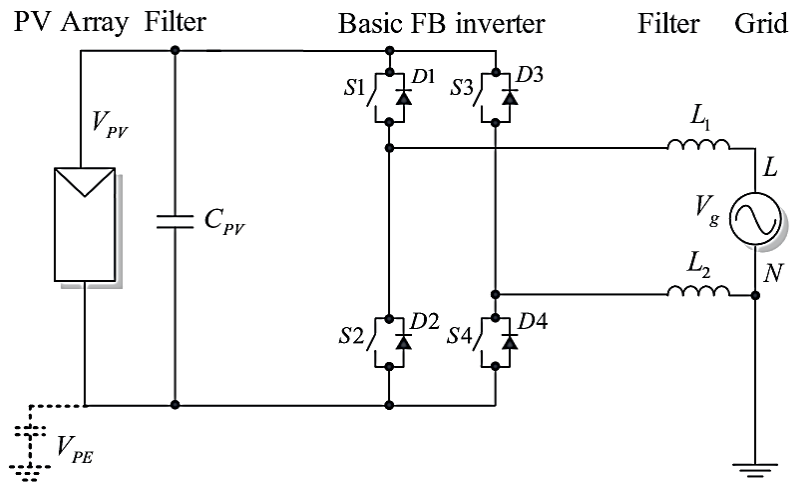 PV Array Filter Basic FB inverter Filter Grid
S1 D1 S3 D3
V_PV
L_1
L
V_g
C_PV
L_2
N
S2 D2 S4 D4
V_PE